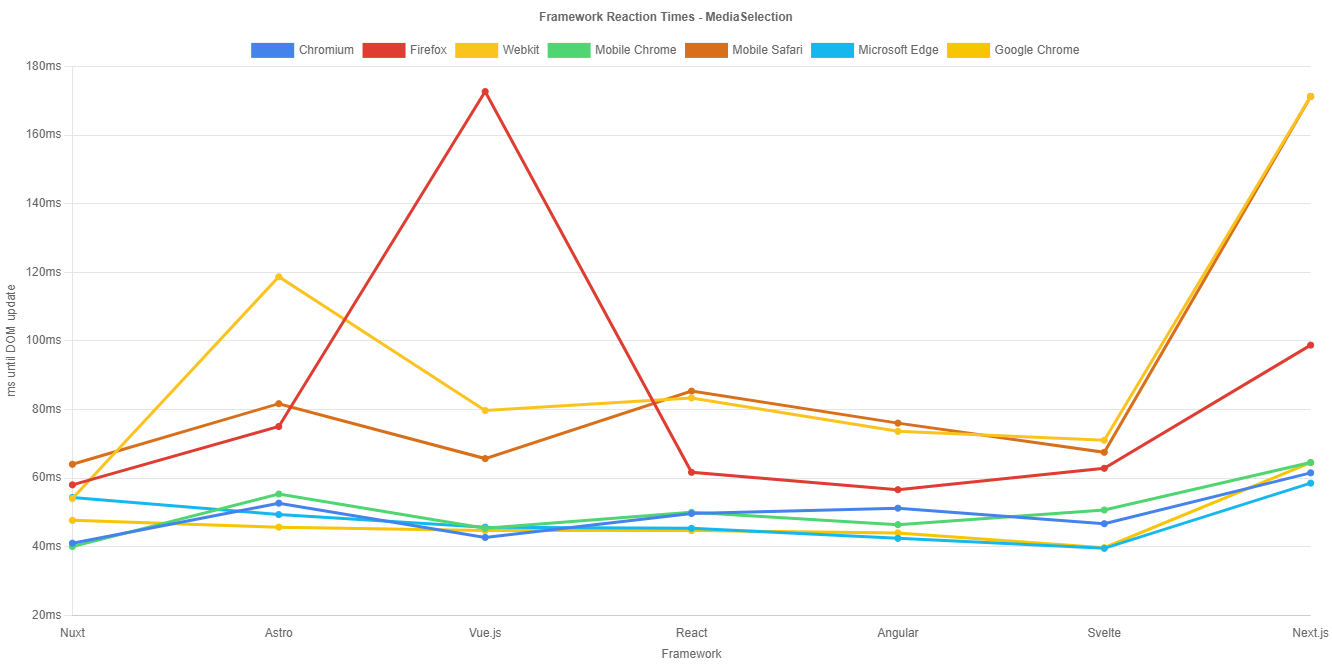 Framework Reaction Times - MediaSelection
Chromium Firefox Webkit Mobile Chrome Mobile Safari Microsoft Edge Google Chrome
180ms
160ms
140ms
120ms
100ms
80ms
60ms
40ms
20ms
ms until DOM update
Nuxt Astro Vue.js React Angular Svelte Next.js
Framework